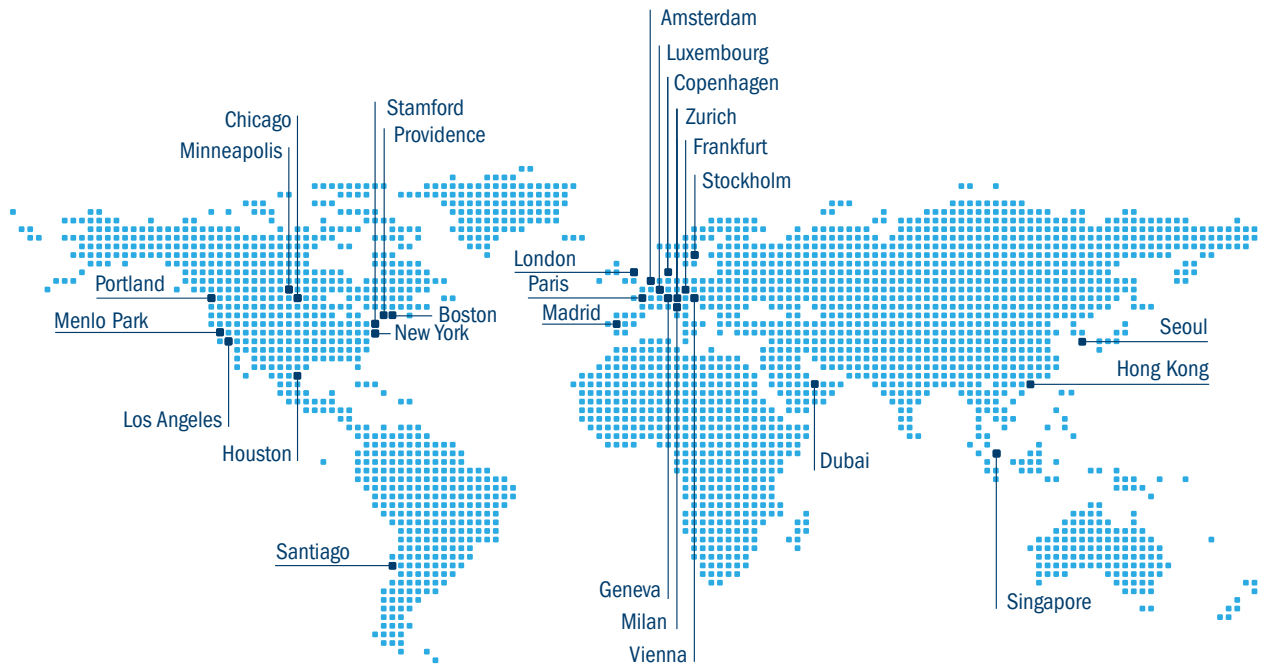 Amsterdam
Luxembourg
Copenhagen
Stamford
Chicago
Zurich
Providence
Minneapolis
Frankfurt
Stockholm
London
Portland
Paris
Madrid
Boston
Menlo Park
New York
Seoul
Hong Kong
Los Angeles
Houston
Dubai
Santiago
Geneva
Singapore
Milan
Vienna